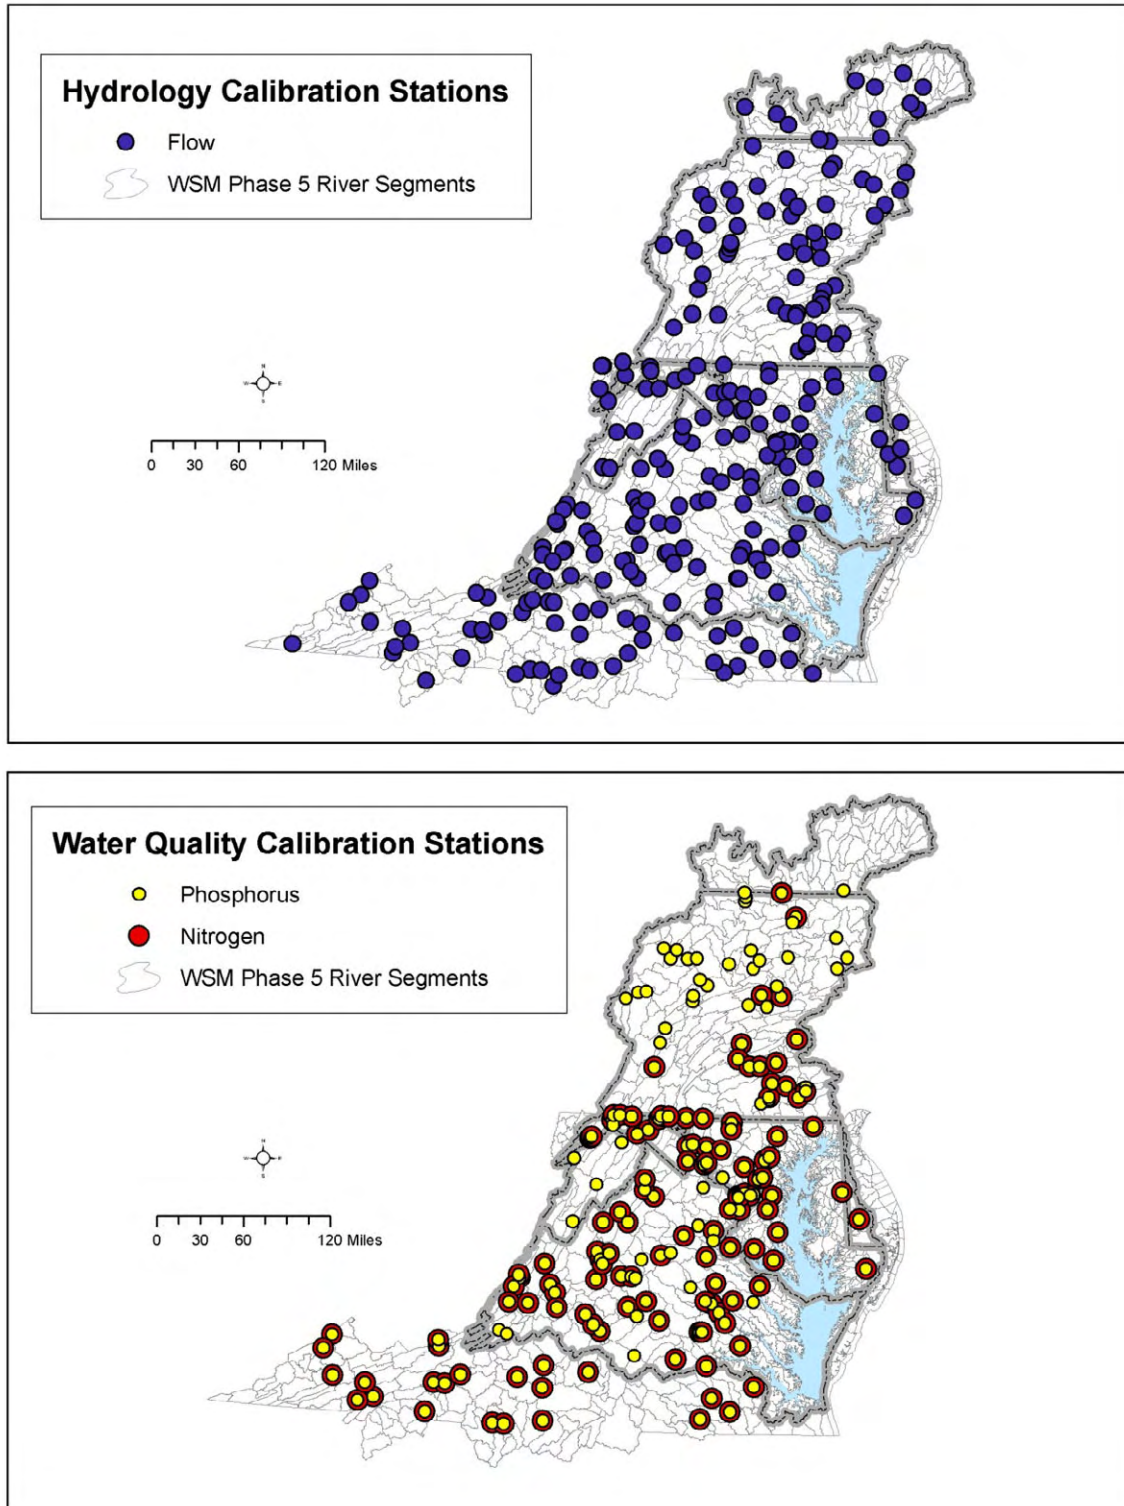 Hydrology Calibration Stations
Flow
WSM Phase 5 River Segments
N
W
E
S
0 30 60 120 Miles
Water Quality Calibration Stations
Phosphorus
Nitrogen
WSM Phase 5 River Segments
N
W
E
S
0 30 60 120 Miles